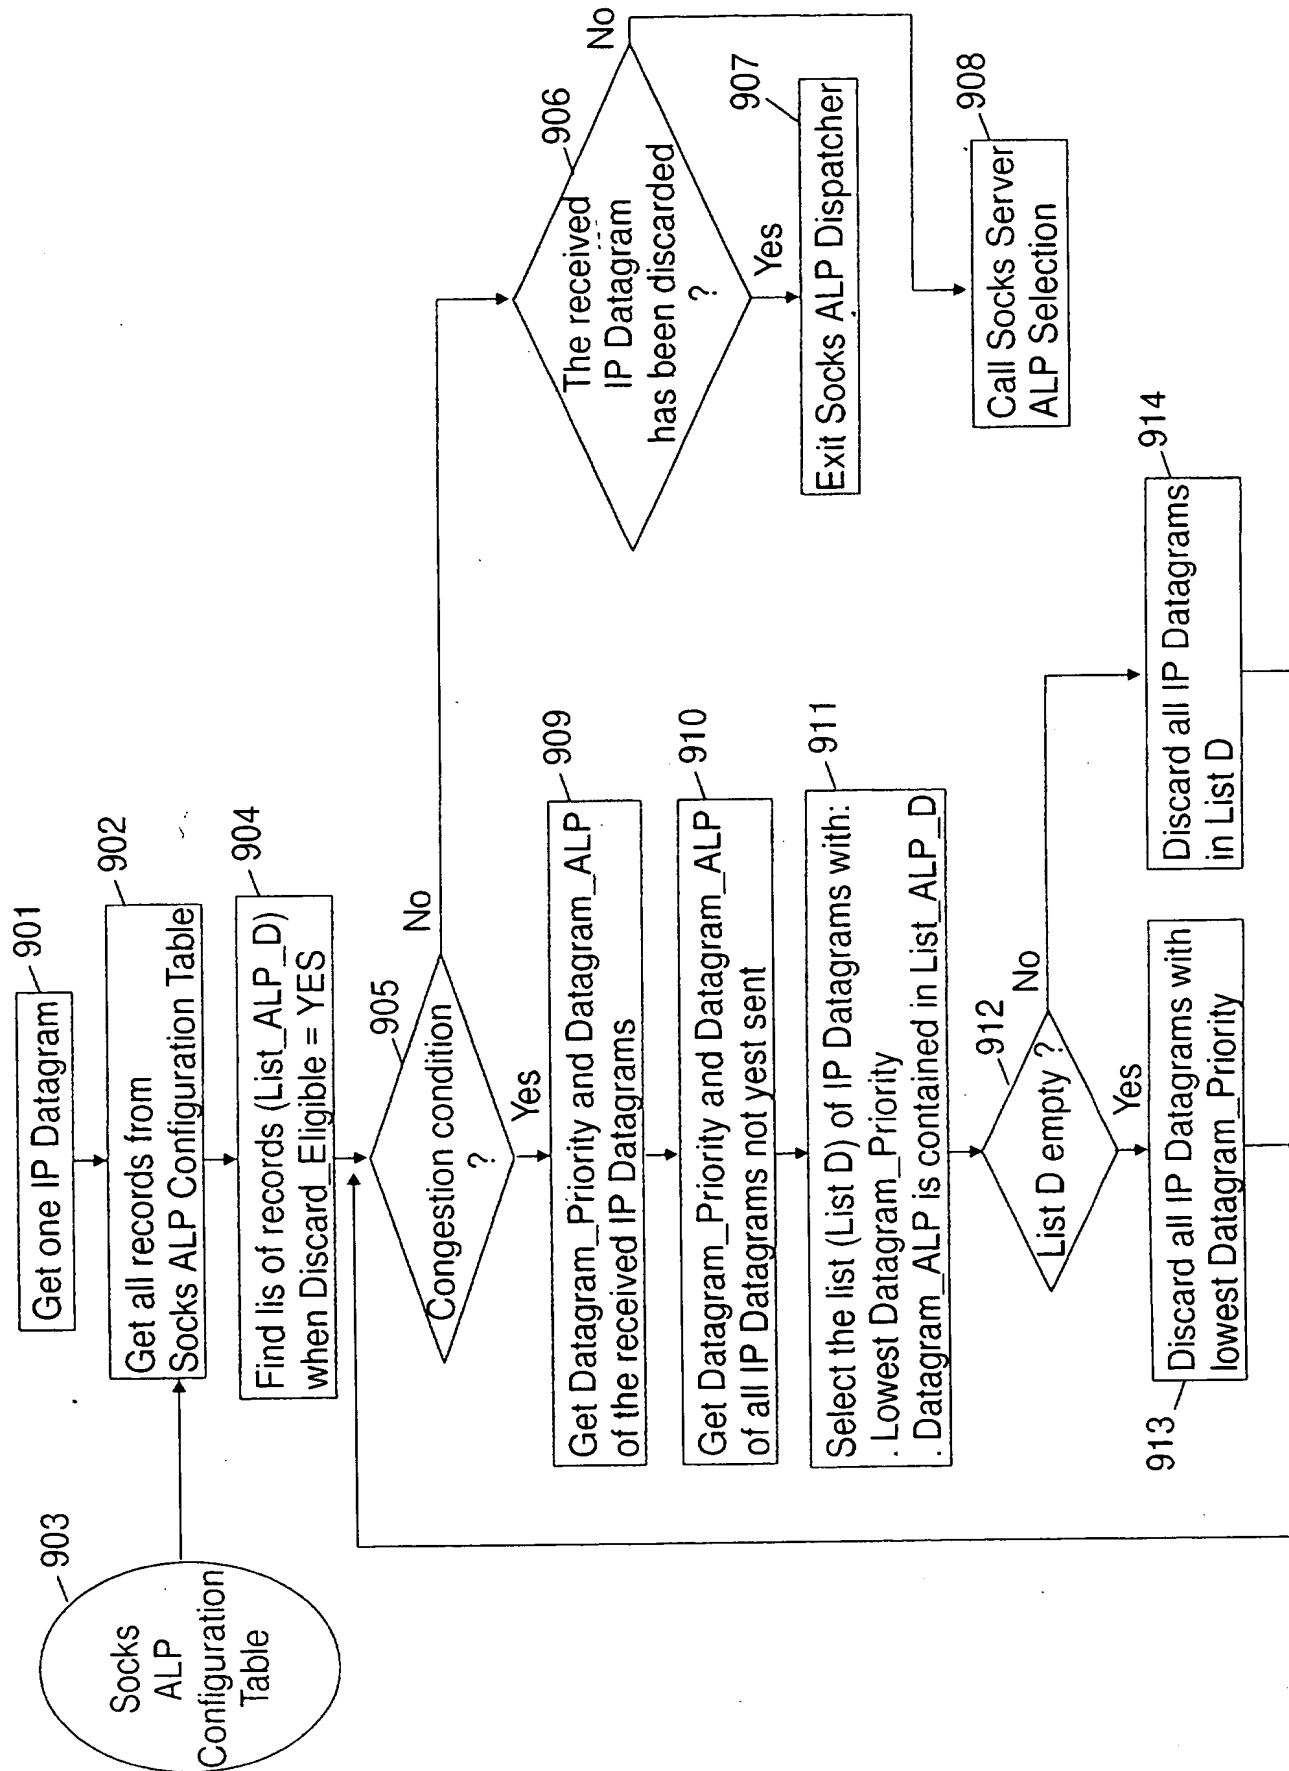 901
Get one IP Datagram
902
Get all records from
Socks ALP Configuration Table
903
Socks
ALP
Configuration
Table
904
Find lis of records (List_ALP_D)
when Discard_Eligible = YES
905
Congestion condition
?
No
Yes
906
The received
IP Datagram
has been discarded
?
No
Yes
907
Exit Socks ALP Dispatcher
908
Call Socks Server
ALP Selection
909
Get Datagram_Priority and Datagram_ALP
of the received IP Datagrams
910
Get Datagram_Priority and Datagram_ALP
of all IP Datagrams not yest sent
911
Select the list (List D) of IP Datagrams with:
. Lowest Datagram_Priority
. Datagram_ALP is contained in List_ALP_D
912
List D empty ?
No
Yes
913
Discard all IP Datagrams with
lowest Datagram_Priority
914
Discard all IP Datagrams
in List D